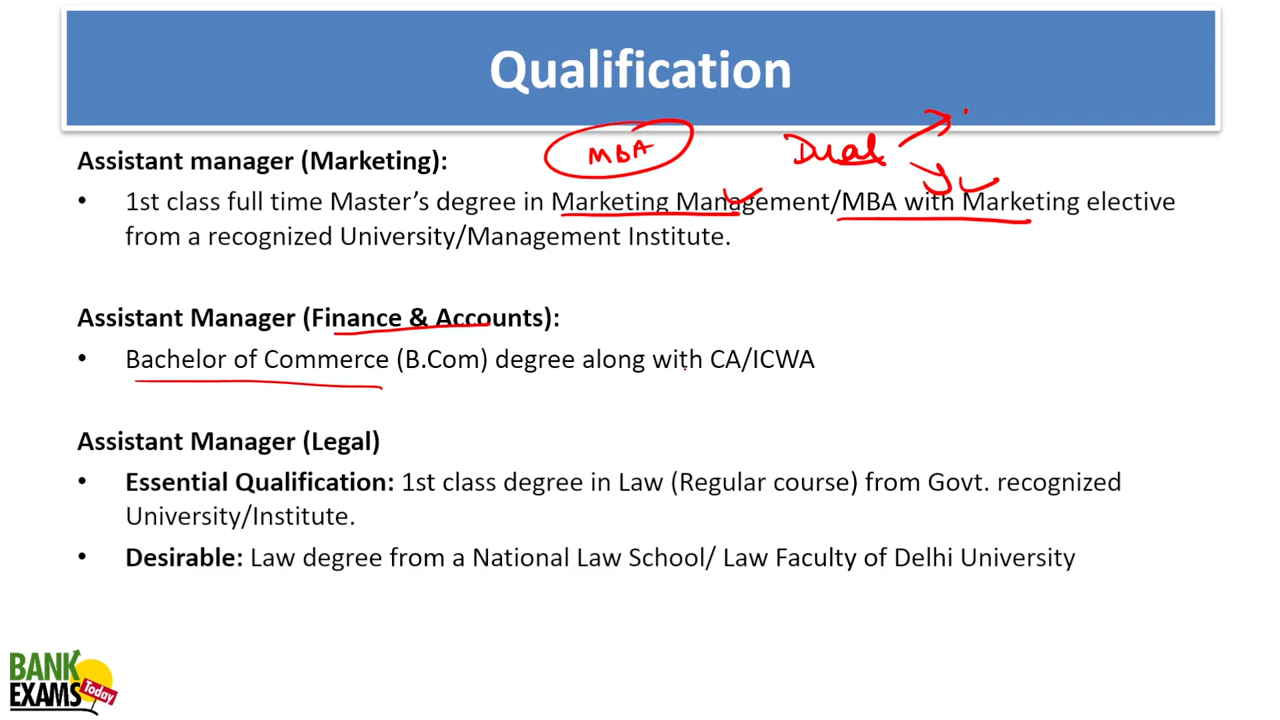 Qualification
Assistant manager (Marketing):
MBA
Dual
• 1st class full time Master's degree in Marketing Management/MBA with Marketing elective
from a recognized University/Management Institute.
Assistant Manager (Finance & Accounts):
• Bachelor of Commerce (B.Com) degree along with CA/ICWA
Assistant Manager (Legal)
• Essential Qualification: 1st class degree in Law (Regular course) from Govt. recognized
University/Institute.
• Desirable: Law degree from a National Law School/ Law Faculty of Delhi University
BANK
EXAMS
Today